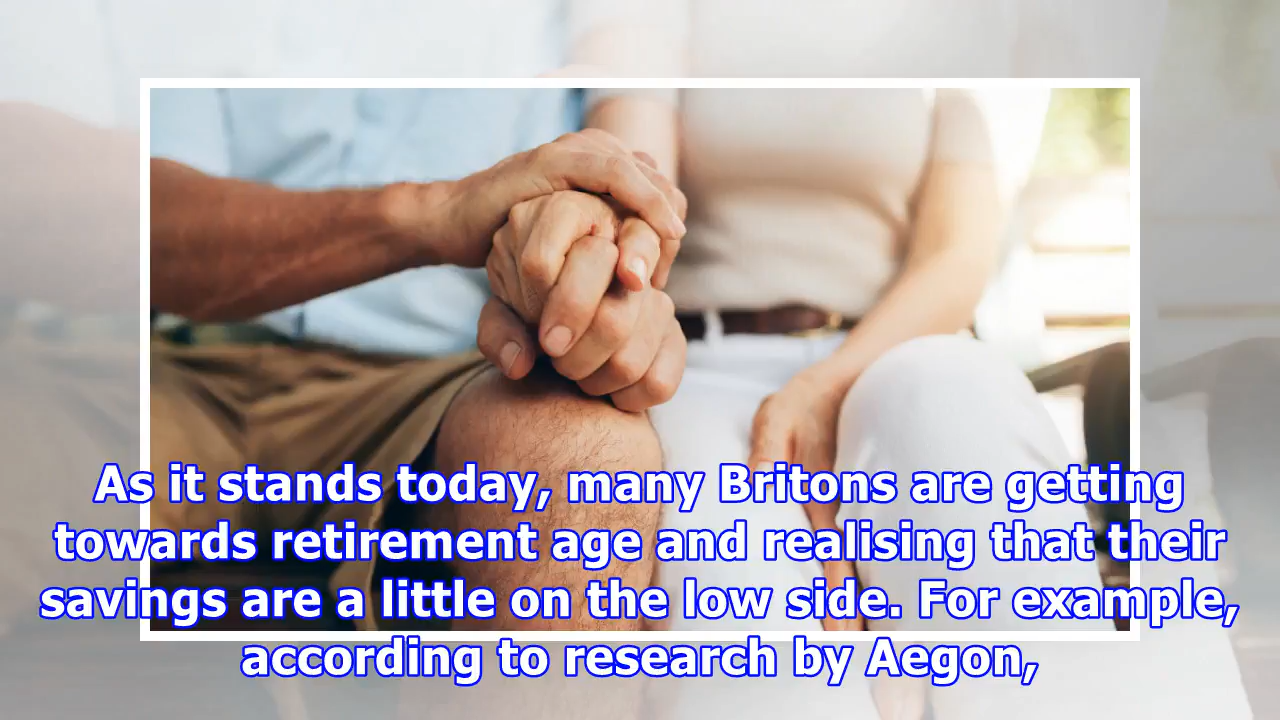 As it stands today, many Britons are getting
towards retirement age and realising that their
savings are a little on the low side. For example,
according to research by Aegon,